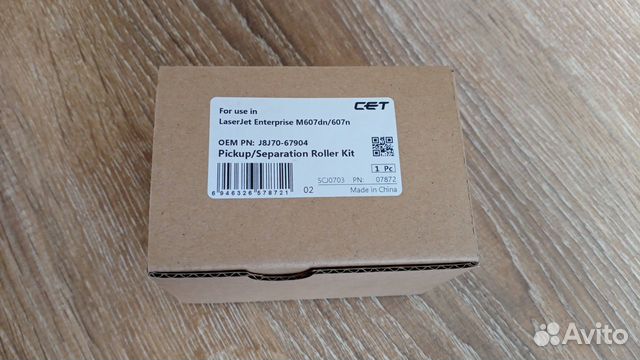 For use in
CET
LaserJet Enterprise M607dn/607n
OEM PN: J8J70-67904
Pickup/Separation Roller Kit
1 Pc
SCJ0703 PN: 07872
6 946326 578721 02 Made in China
Avito